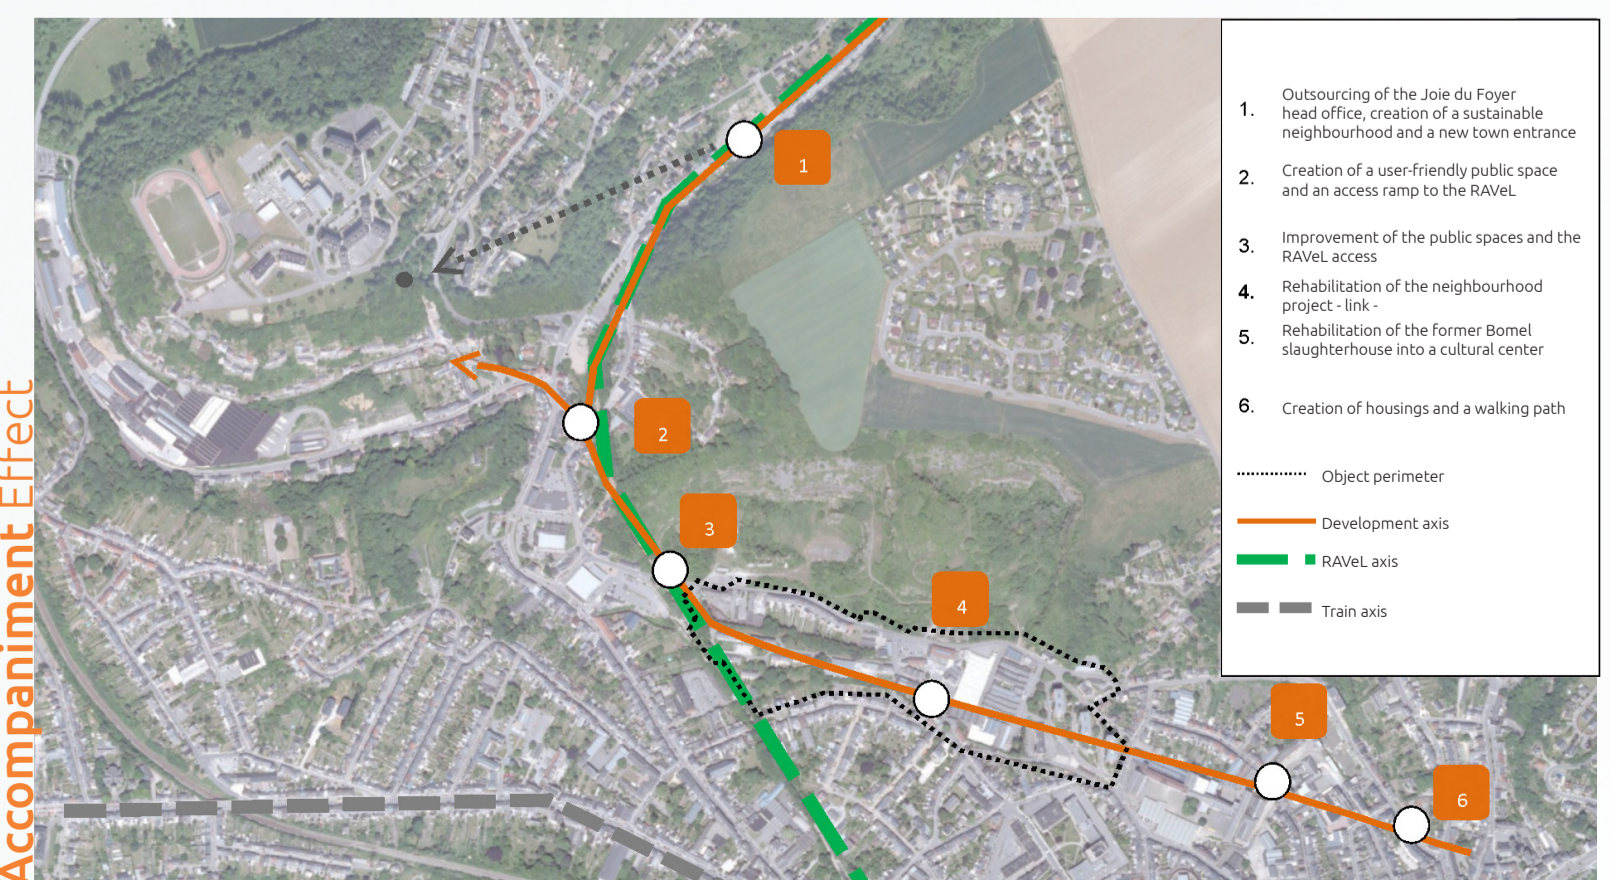 Accompaniment Effect
1
2
3
4
5
6
1. Outsourcing of the Joie du Foyer
head office, creation of a sustainable
neighbourhood and a new town entrance
2. Creation of a user-friendly public space
and an access ramp to the RAVeL
3. Improvement of the public spaces and the
RAVeL access
4. Rehabilitation of the neighbourhood
project - link -
5. Rehabilitation of the former Bomel
slaughterhouse into a cultural center
6. Creation of housings and a walking path
Object perimeter
Development axis
RAVeL axis
Train axis